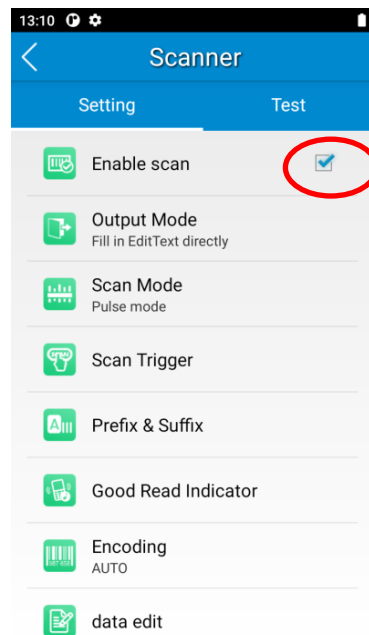 13:10
Scanner
Setting
Test
Enable scan
Output Mode
Fill in EditText directly
Scan Mode
Pulse mode
Scan Trigger
Prefix & Suffix
Good Read Indicator
Encoding
AUTO
data edit